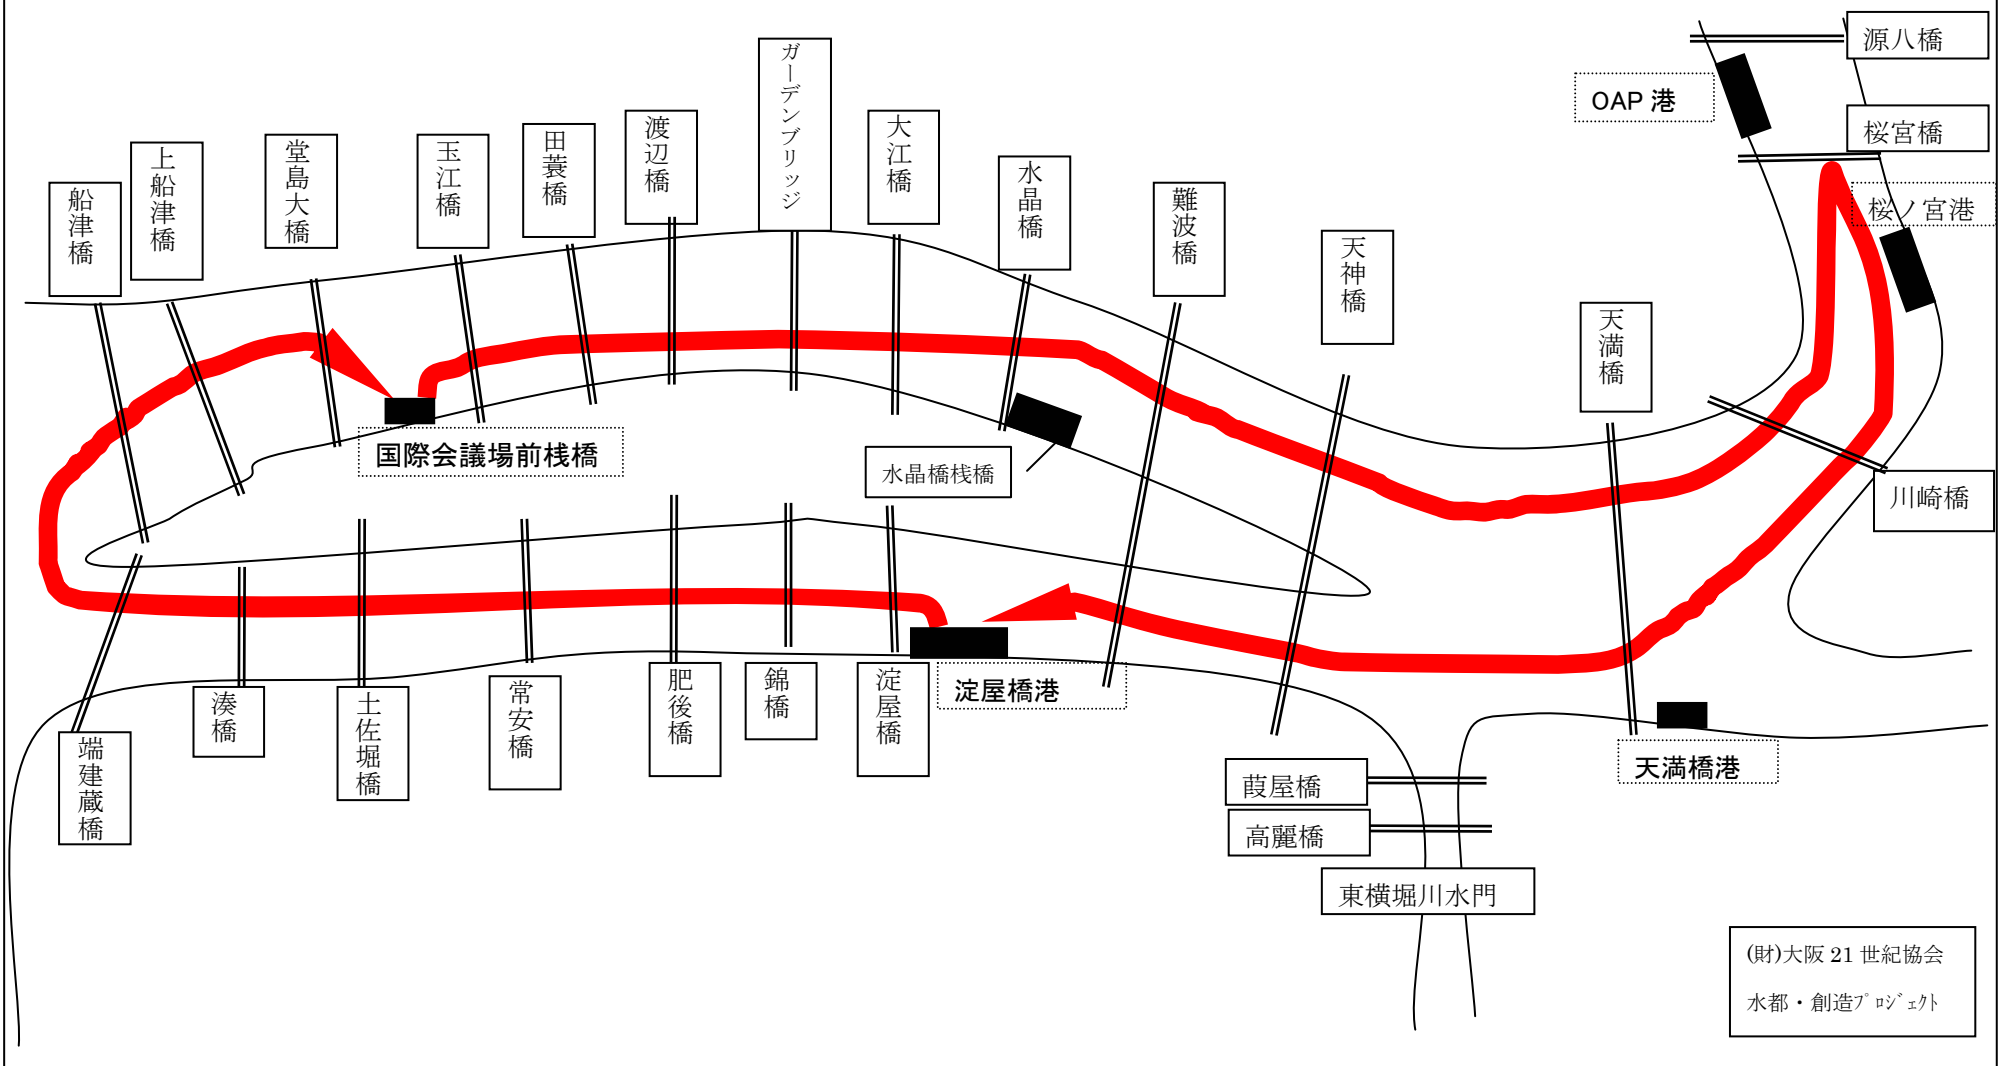 船津橋
上船津橋
堂島大橋
玉江橋
田蓑橋
渡辺橋
ガーデンブリッジ
大江橋
水晶橋
難波橋
天神橋
天満橋
源八橋
OAP 港
桜宮橋
桜ノ宮港
川崎橋
国際会議場前桟橋
水晶橋桟橋
端建蔵橋
湊橋
土佐堀橋
常安橋
肥後橋
錦橋
淀屋橋
淀屋橋港
天満橋港
葭屋橋
高麗橋
東横堀川水門
(財)大阪 21 世紀協会
水都・創造ﾌﾟﾛｼﾞｪｸﾄ